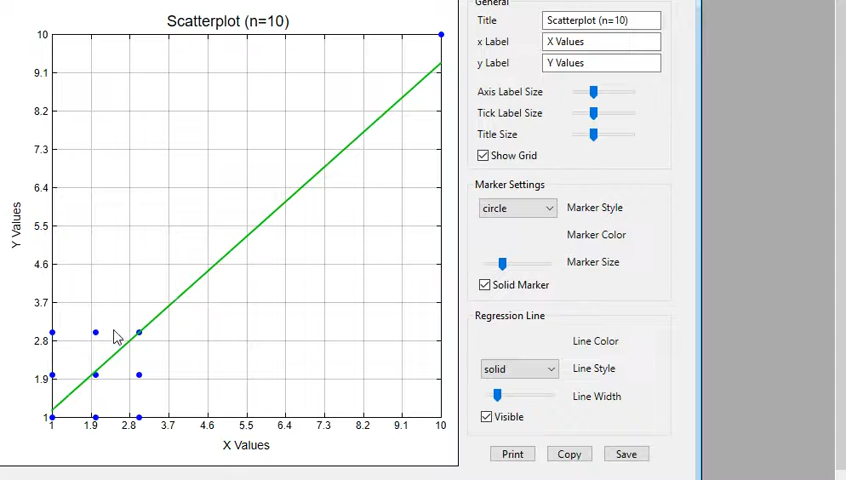 Scatterplot (n=10)
10
9.1
8.2
7.3
6.4
5.5
4.6
3.7
2.8
1.9
1
Y Values
1 1.9 2.8 3.7 4.6 5.5 6.4 7.3 8.2 9.1 10
X Values
General
Title Scatterplot (n=10)
x Label X Values
y Label Y Values
Axis Label Size
Tick Label Size
Title Size
Show Grid
Marker Settings
circle Marker Style
Marker Color
Marker Size
Solid Marker
Regression Line
Line Color
solid Line Style
Line Width
Visible
Print Copy Save